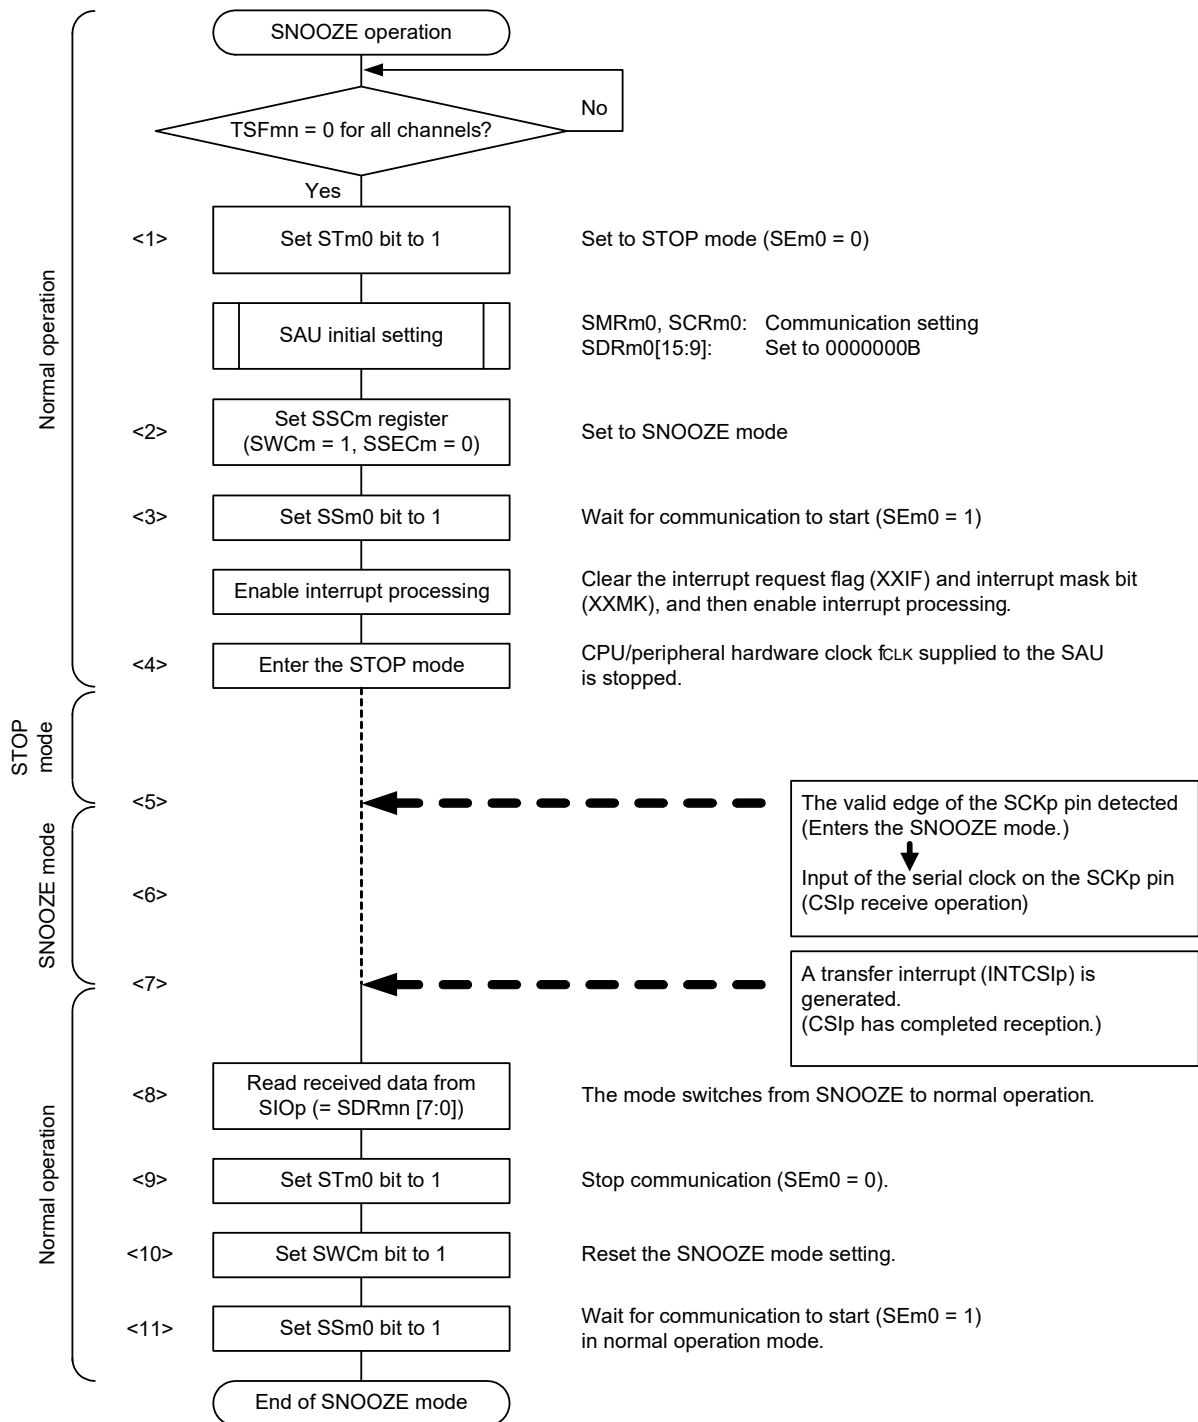 SNOOZE operation
No
TSFmn = 0 for all channels?
Yes
Normal operation
<1>
Set STm0 bit to 1
Set to STOP mode (SEm0 = 0)
SAU initial setting
SMRm0, SCRm0: Communication setting
SDRm0[15:9]: Set to 0000000B
<2>
Set SSCm register
(SWCm = 1, SSECm = 0)
Set to SNOOZE mode
<3>
Set SSm0 bit to 1
Wait for communication to start (SEm0 = 1)
Enable interrupt processing
Clear the interrupt request flag (XXIF) and interrupt mask bit
(XXMK), and then enable interrupt processing.
<4>
Enter the STOP mode
CPU/peripheral hardware clock fCLK supplied to the SAU
is stopped.
STOP
mode
<5>
The valid edge of the SCKp pin detected
(Enters the SNOOZE mode.)
SNOOZE mode
<6>
Input of the serial clock on the SCKp pin
(CSIp receive operation)
<7>
A transfer interrupt (INTCSIp) is
generated.
(CSIp has completed reception.)
Normal operation
<8>
Read received data from
SIOp (= SDRmn [7:0])
The mode switches from SNOOZE to normal operation.
<9>
Set STm0 bit to 1
Stop communication (SEm0 = 0).
<10>
Set SWCm bit to 1
Reset the SNOOZE mode setting.
<11>
Set SSm0 bit to 1
Wait for communication to start (SEm0 = 1)
in normal operation mode.
End of SNOOZE mode